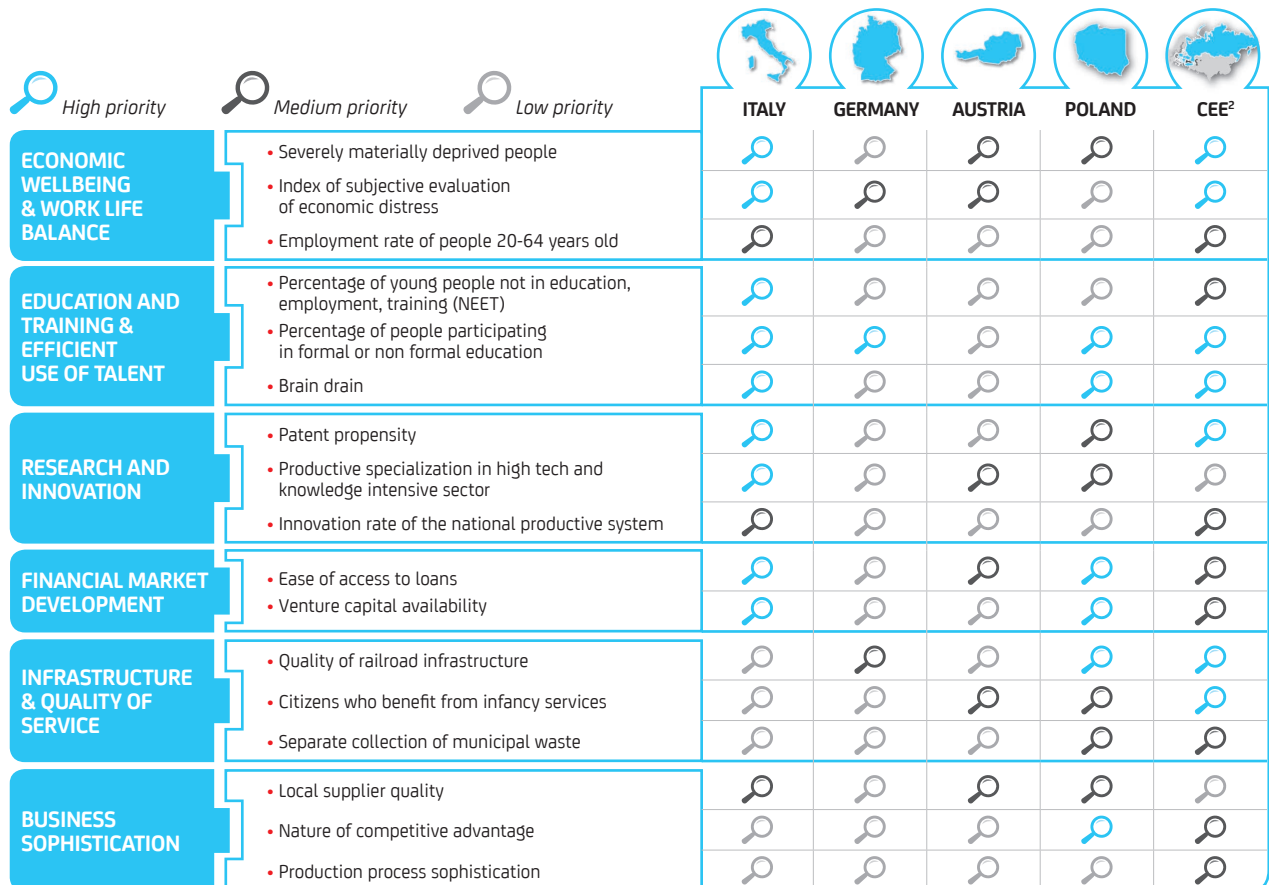 High priority
Medium priority
Low priority
ITALY
GERMANY
AUSTRIA
POLAND
CEE²
ECONOMIC
WELLBEING
& WORK LIFE
BALANCE
• Severely materially deprived people
• Index of subjective evaluation
of economic distress
• Employment rate of people 20-64 years old
EDUCATION AND
TRAINING &
EFFICIENT
USE OF TALENT
• Percentage of young people not in education,
employment, training (NEET)
• Percentage of people participating
in formal or non formal education
• Brain drain
RESEARCH AND
INNOVATION
• Patent propensity
• Productive specialization in high tech and
knowledge intensive sector
• Innovation rate of the national productive system
FINANCIAL MARKET
DEVELOPMENT
• Ease of access to loans
• Venture capital availability
INFRASTRUCTURE
& QUALITY OF
SERVICE
• Quality of railroad infrastructure
• Citizens who benefit from infancy services
• Separate collection of municipal waste
BUSINESS
SOPHISTICATION
• Local supplier quality
• Nature of competitive advantage
• Production process sophistication